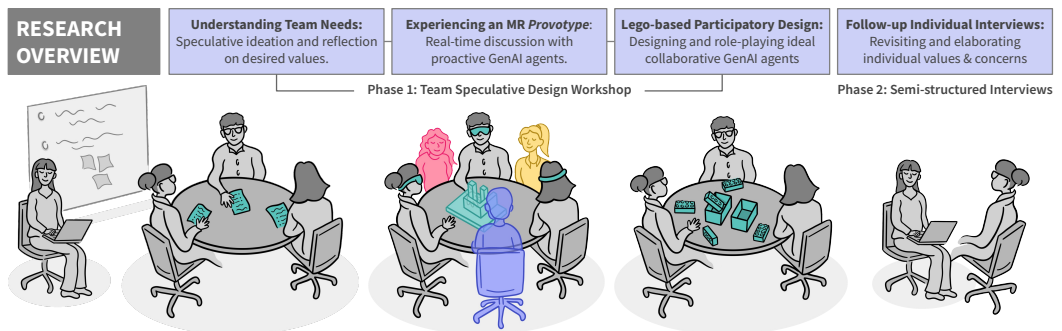 RESEARCH
OVERVIEW
Understanding Team Needs:
Speculative ideation and reflection
on desired values.
Experiencing an MR Provotype:
Real-time discussion with
proactive GenAI agents.
Lego-based Participatory Design:
Designing and role-playing ideal
collaborative GenAI agents
Follow-up Individual Interviews:
Revisiting and elaborating
individual values & concerns
Phase 1: Team Speculative Design Workshop
Phase 2: Semi-structured Interviews